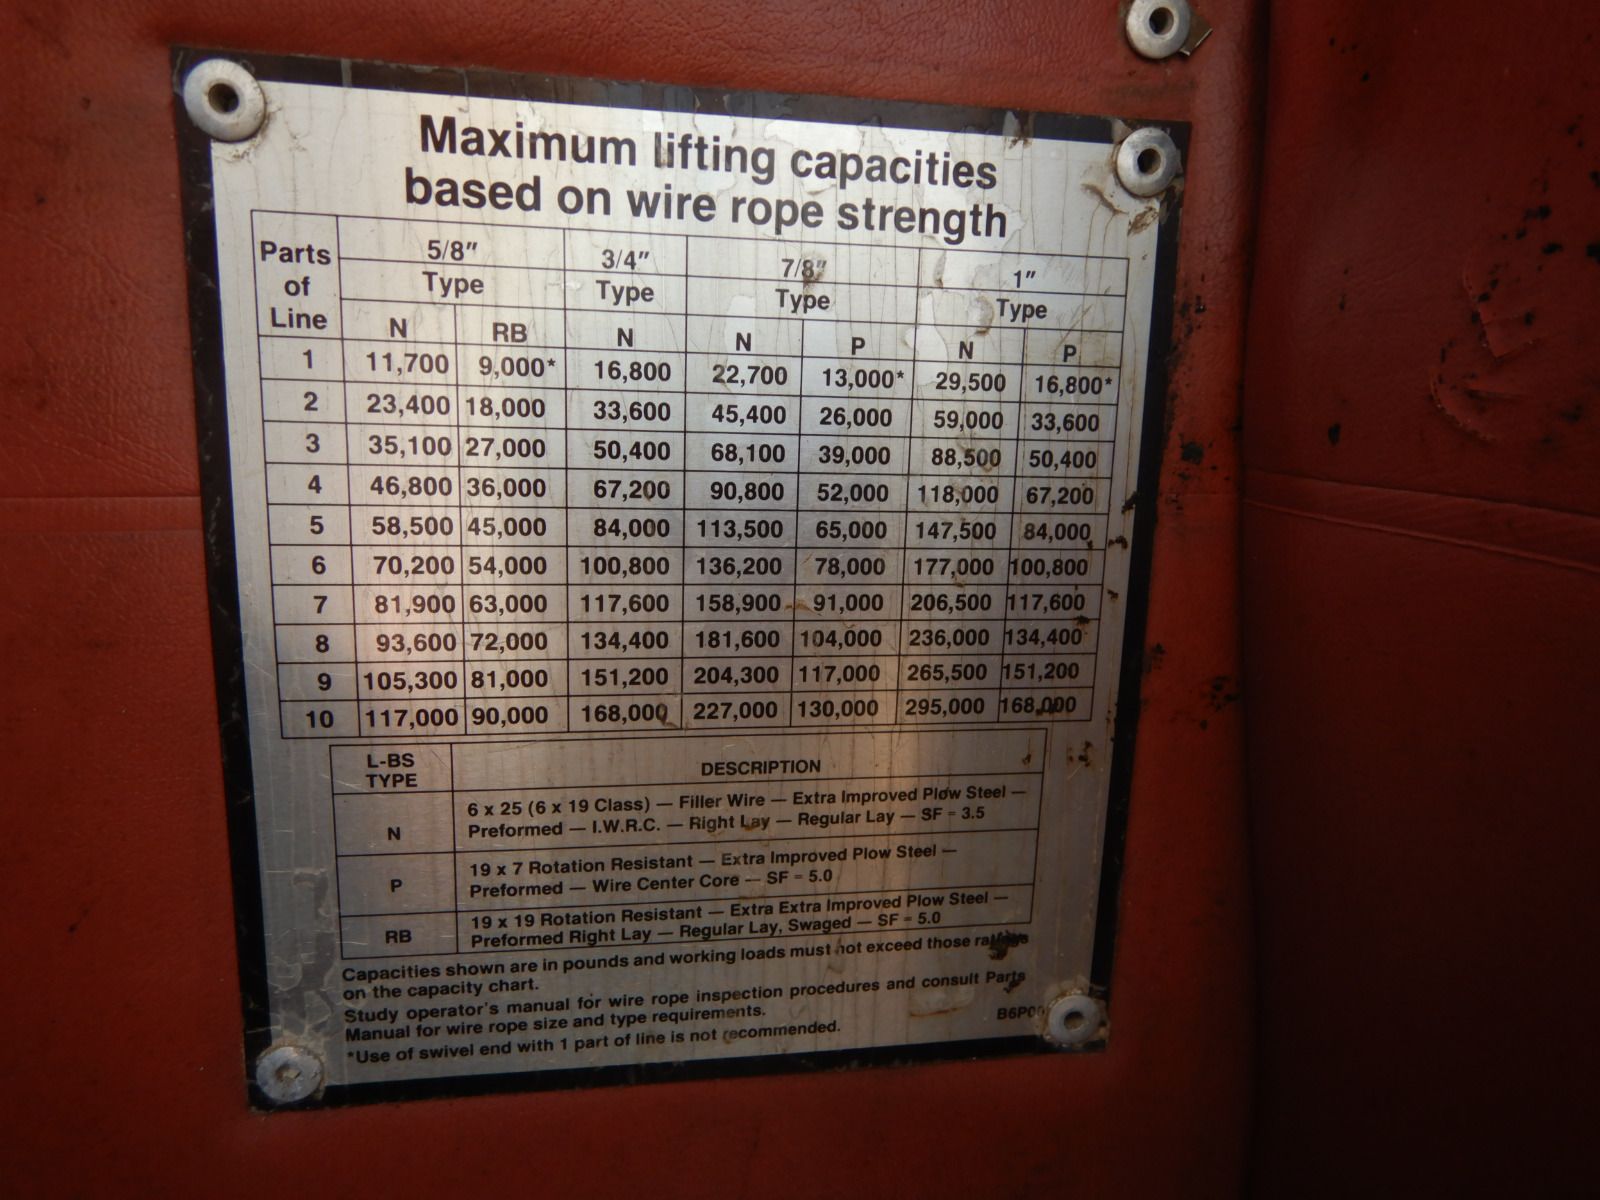 Maximum lifting capacities
based on wire rope strength
Parts of Line 5/8″ 3/4″ 7/8″ 1″
Type Type Type Type
N RB N N P N P
1 11,700 9,000* 16,800 22,700 13,000* 29,500 16,800*
2 23,400 18,000 33,600 45,400 26,000 59,000 33,600
3 35,100 27,000 50,400 68,100 39,000 88,500 50,400
4 46,800 36,000 67,200 90,800 52,000 118,000 67,200
5 58,500 45,000 84,000 113,500 65,000 147,500 84,000
6 70,200 54,000 100,800 136,200 78,000 177,000 100,800
7 81,900 63,000 117,600 158,900 91,000 206,500 117,600
8 93,600 72,000 134,400 181,600 104,000 236,000 134,400
9 105,300 81,000 151,200 204,300 117,000 265,500 151,200
10 117,000 90,000 168,000 227,000 130,000 295,000 168,000
L-BS
TYPE DESCRIPTION
N 6 x 25 (6 x 19 Class) — Filler Wire — Extra Improved Plow Steel —
Preformed — I.W.R.C. — Right Lay — Regular Lay — SF = 3.5
P 19 x 7 Rotation Resistant — Extra Improved Plow Steel —
Preformed — Wire Center Core — SF = 5.0
RB 19 x 19 Rotation Resistant — Extra Extra Improved Plow Steel —
Preformed Right Lay — Regular Lay, Swaged — SF = 5.0
Capacities shown are in pounds and working loads must not exceed those ratings
on the capacity chart.
Study operator's manual for wire rope inspection procedures and consult Parts
Manual for wire rope size and type requirements.
*Use of swivel end with 1 part of line is not recommended.